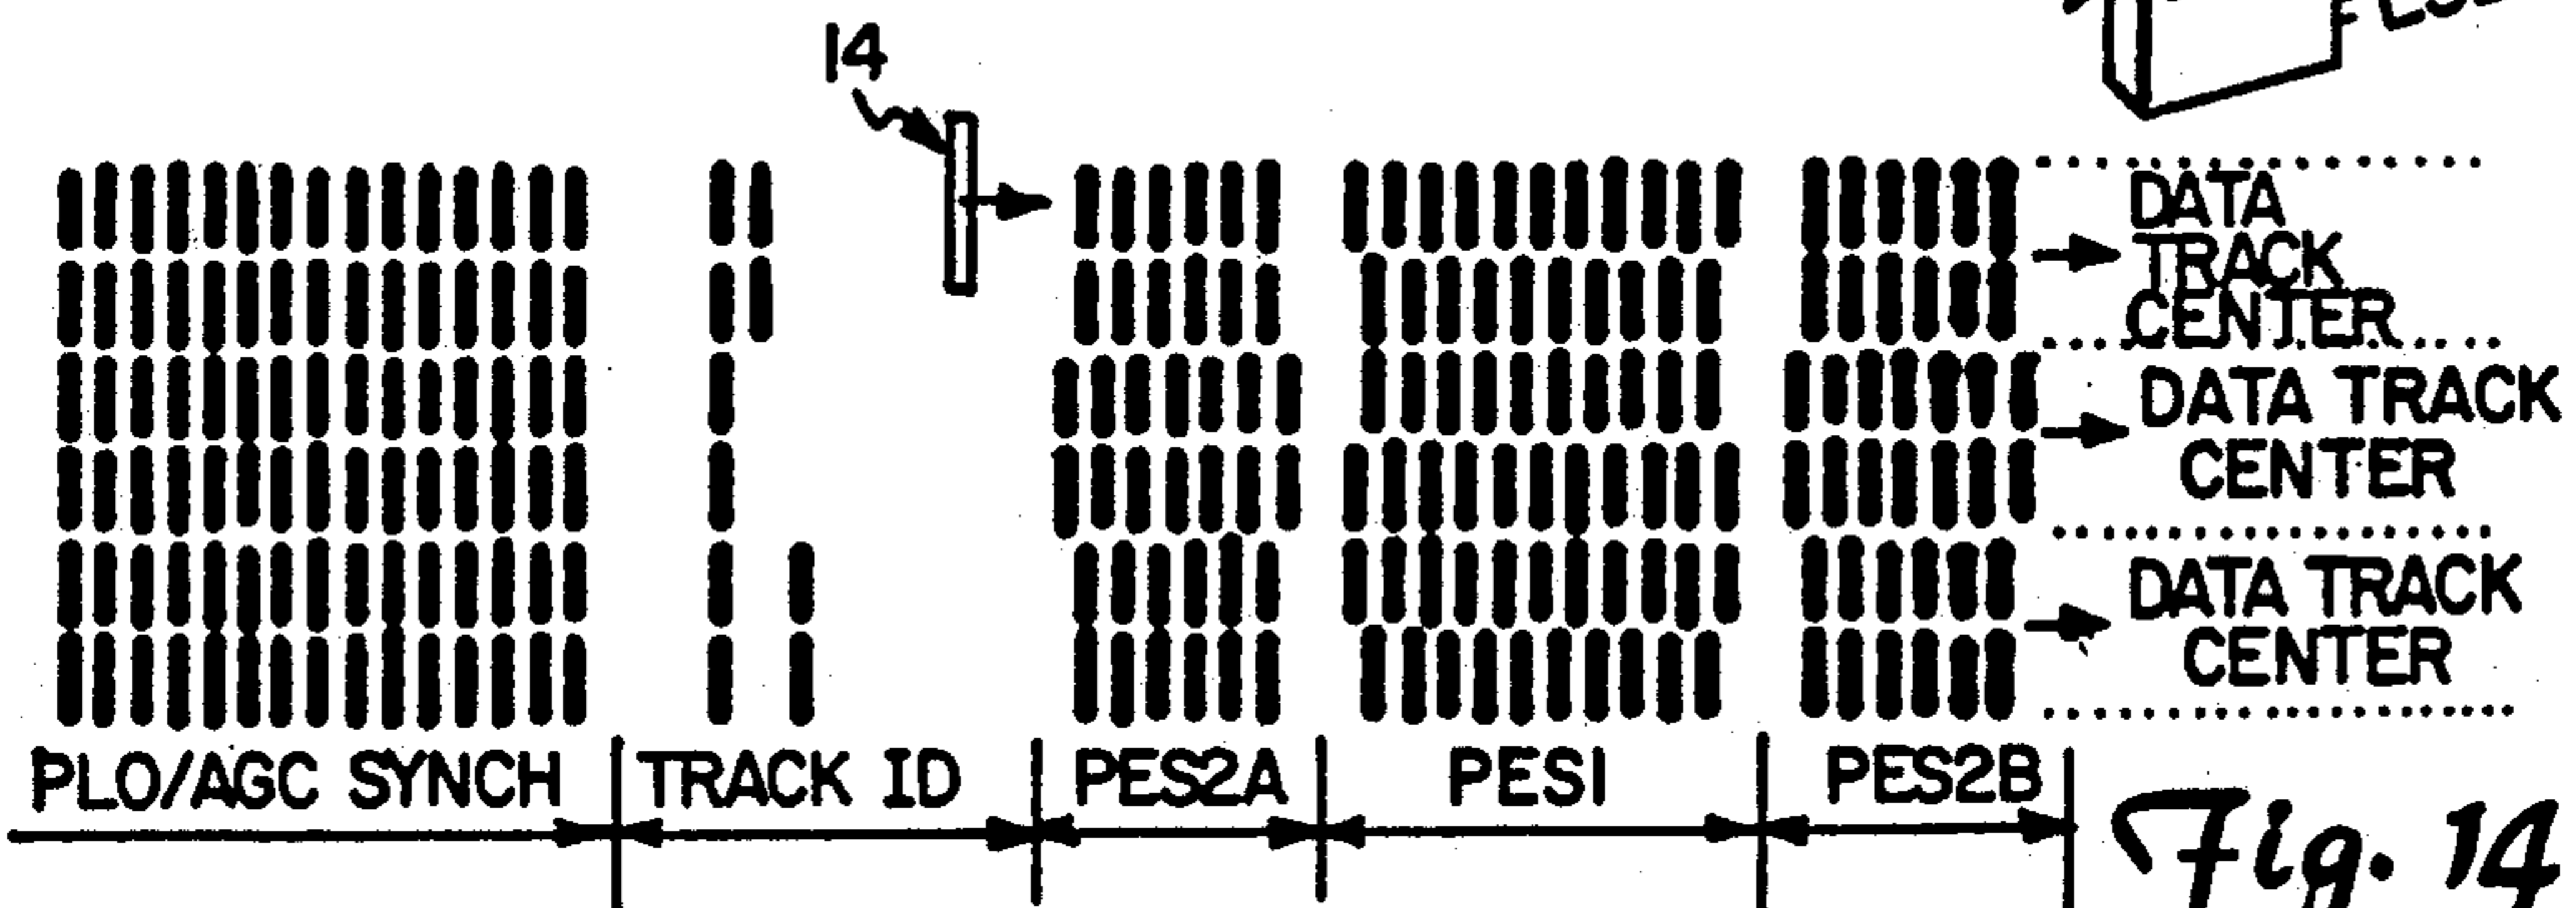 14
DATA
TRACK
CENTER
DATA TRACK
CENTER
DATA TRACK
CENTER
PLO/AGC SYNCH
TRACK ID
PES2A
PES1
PES2B
Fig. 14